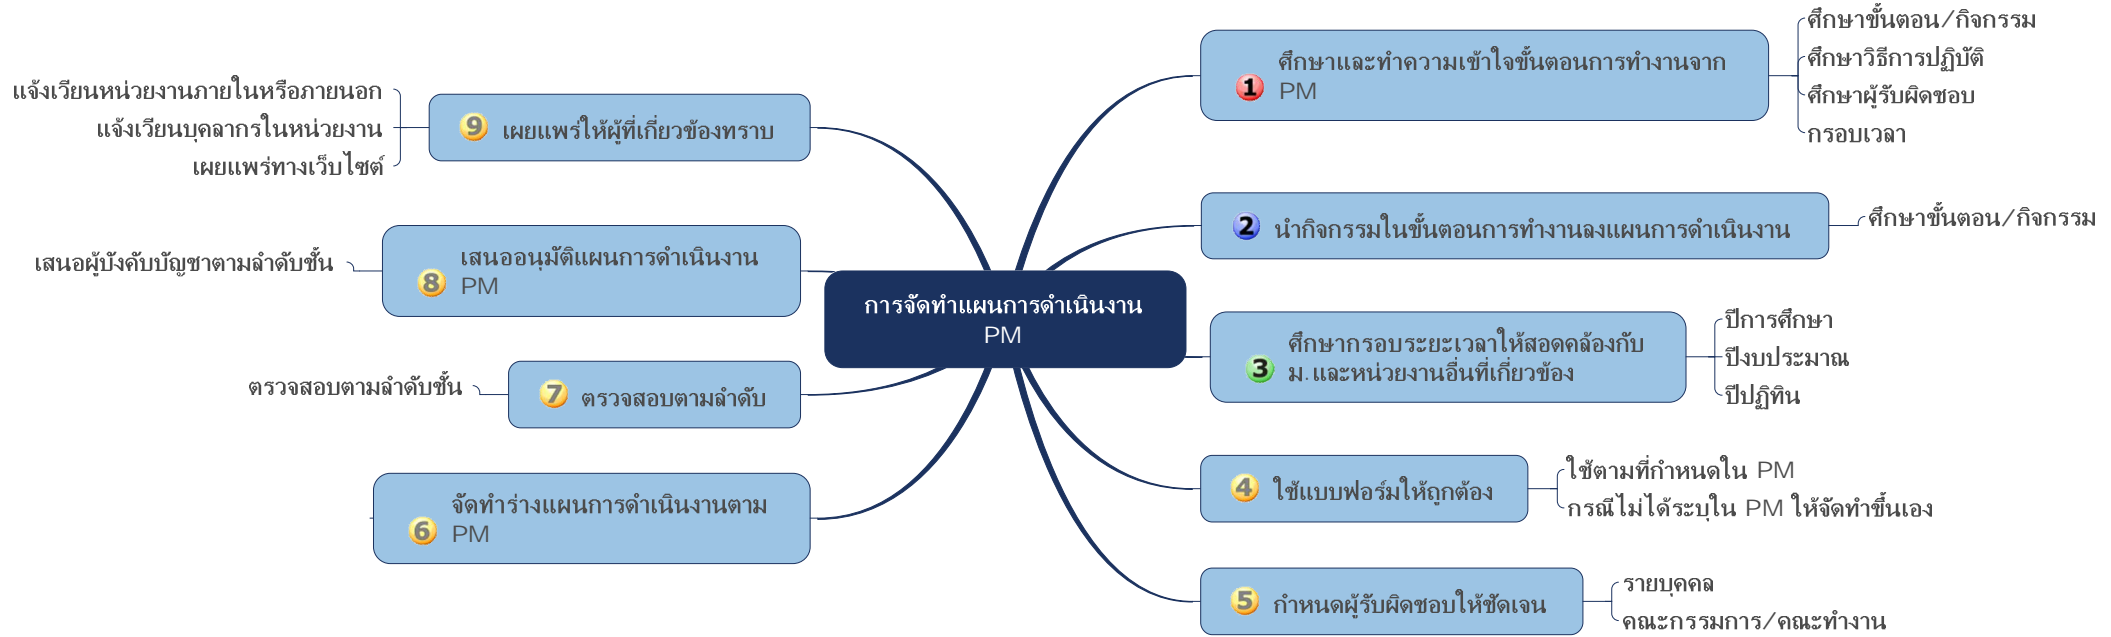 การจัดทำแผนการดำเนินงาน
PM
1
ศึกษาและทำความเข้าใจขั้นตอนการทำงานจาก
PM
ศึกษาขั้นตอน/กิจกรรม
ศึกษาวิธีการปฏิบัติ
ศึกษาผู้รับผิดชอบ
กรอบเวลา
2 นำกิจกรรมในขั้นตอนการทำงานลงแผนการดำเนินงาน
ศึกษาขั้นตอน/กิจกรรม
3
ศึกษากรอบระยะเวลาให้สอดคล้องกับ
ม.และหน่วยงานอื่นที่เกี่ยวข้อง
ปีการศึกษา
ปีงบประมาณ
ปีปฏิทิน
4 ใช้แบบฟอร์มให้ถูกต้อง
ใช้ตามที่กำหนดใน PM
กรณีไม่ได้ระบุใน PM ให้จัดทำขึ้นเอง
5 กำหนดผู้รับผิดชอบให้ชัดเจน
รายบุคคล
คณะกรรมการ/คณะทำงาน
6
จัดทำร่างแผนการดำเนินงานตาม
PM
7 ตรวจสอบตามลำดับ
ตรวจสอบตามลำดับชั้น
8
เสนออนุมัติแผนการดำเนินงาน
PM
เสนอผู้บังคับบัญชาตามลำดับชั้น
9 เผยแพร่ให้ผู้ที่เกี่ยวข้องทราบ
แจ้งเวียนหน่วยงานภายในหรือภายนอก
แจ้งเวียนบุคลากรในหน่วยงาน
เผยแพร่ทางเว็บไซต์